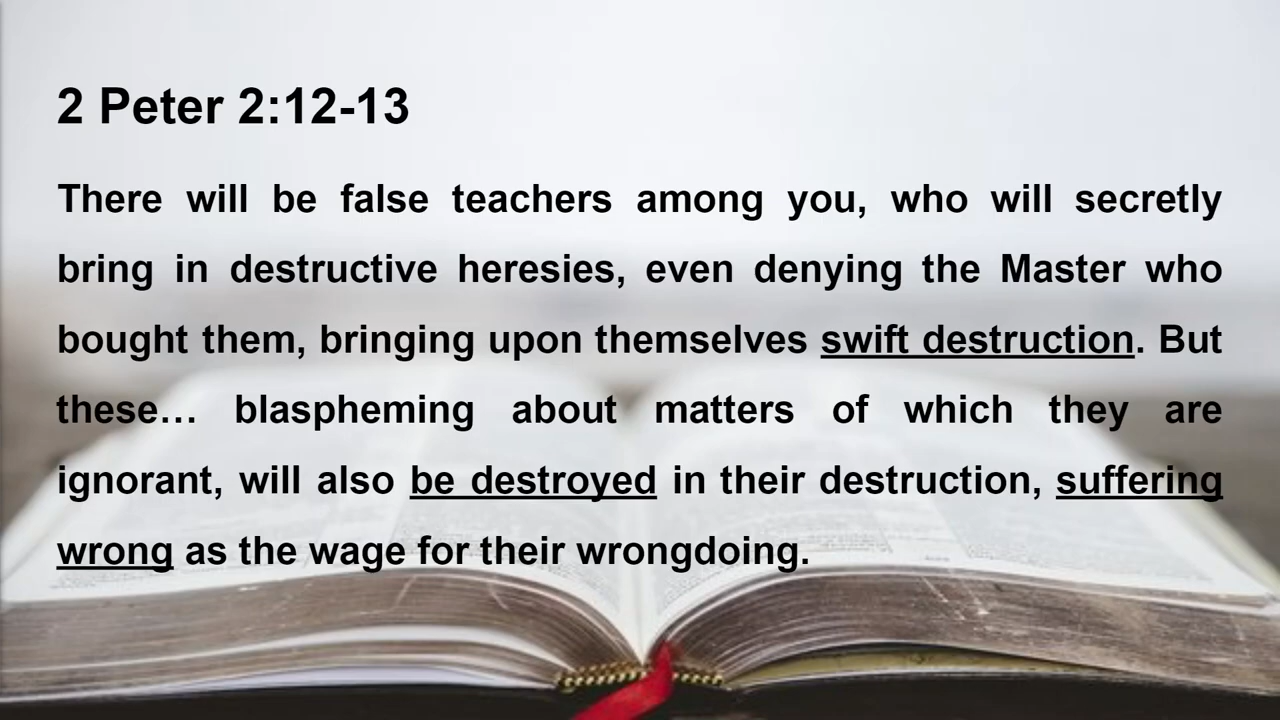 2 Peter 2:12-13
There will be false teachers among you, who will secretly
bring in destructive heresies, even denying the Master who
bought them, bringing upon themselves swift destruction. But
these… blaspheming about matters of which they are
ignorant, will also be destroyed in their destruction, suffering
wrong as the wage for their wrongdoing.